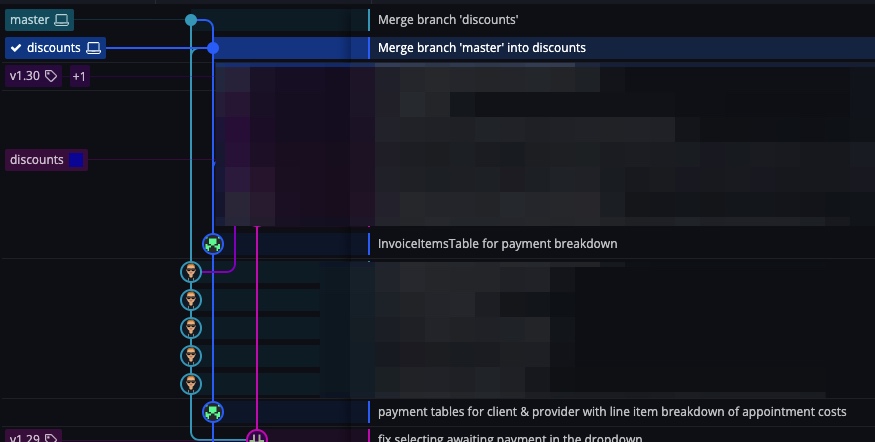 master Merge branch 'discounts'
discounts Merge branch 'master' into discounts
v1.30 +1
discounts
InvoiceItemsTable for payment breakdown
payment tables for client & provider with line item breakdown of appointment costs
v1.29 fix selecting awaiting payment in the dropdown